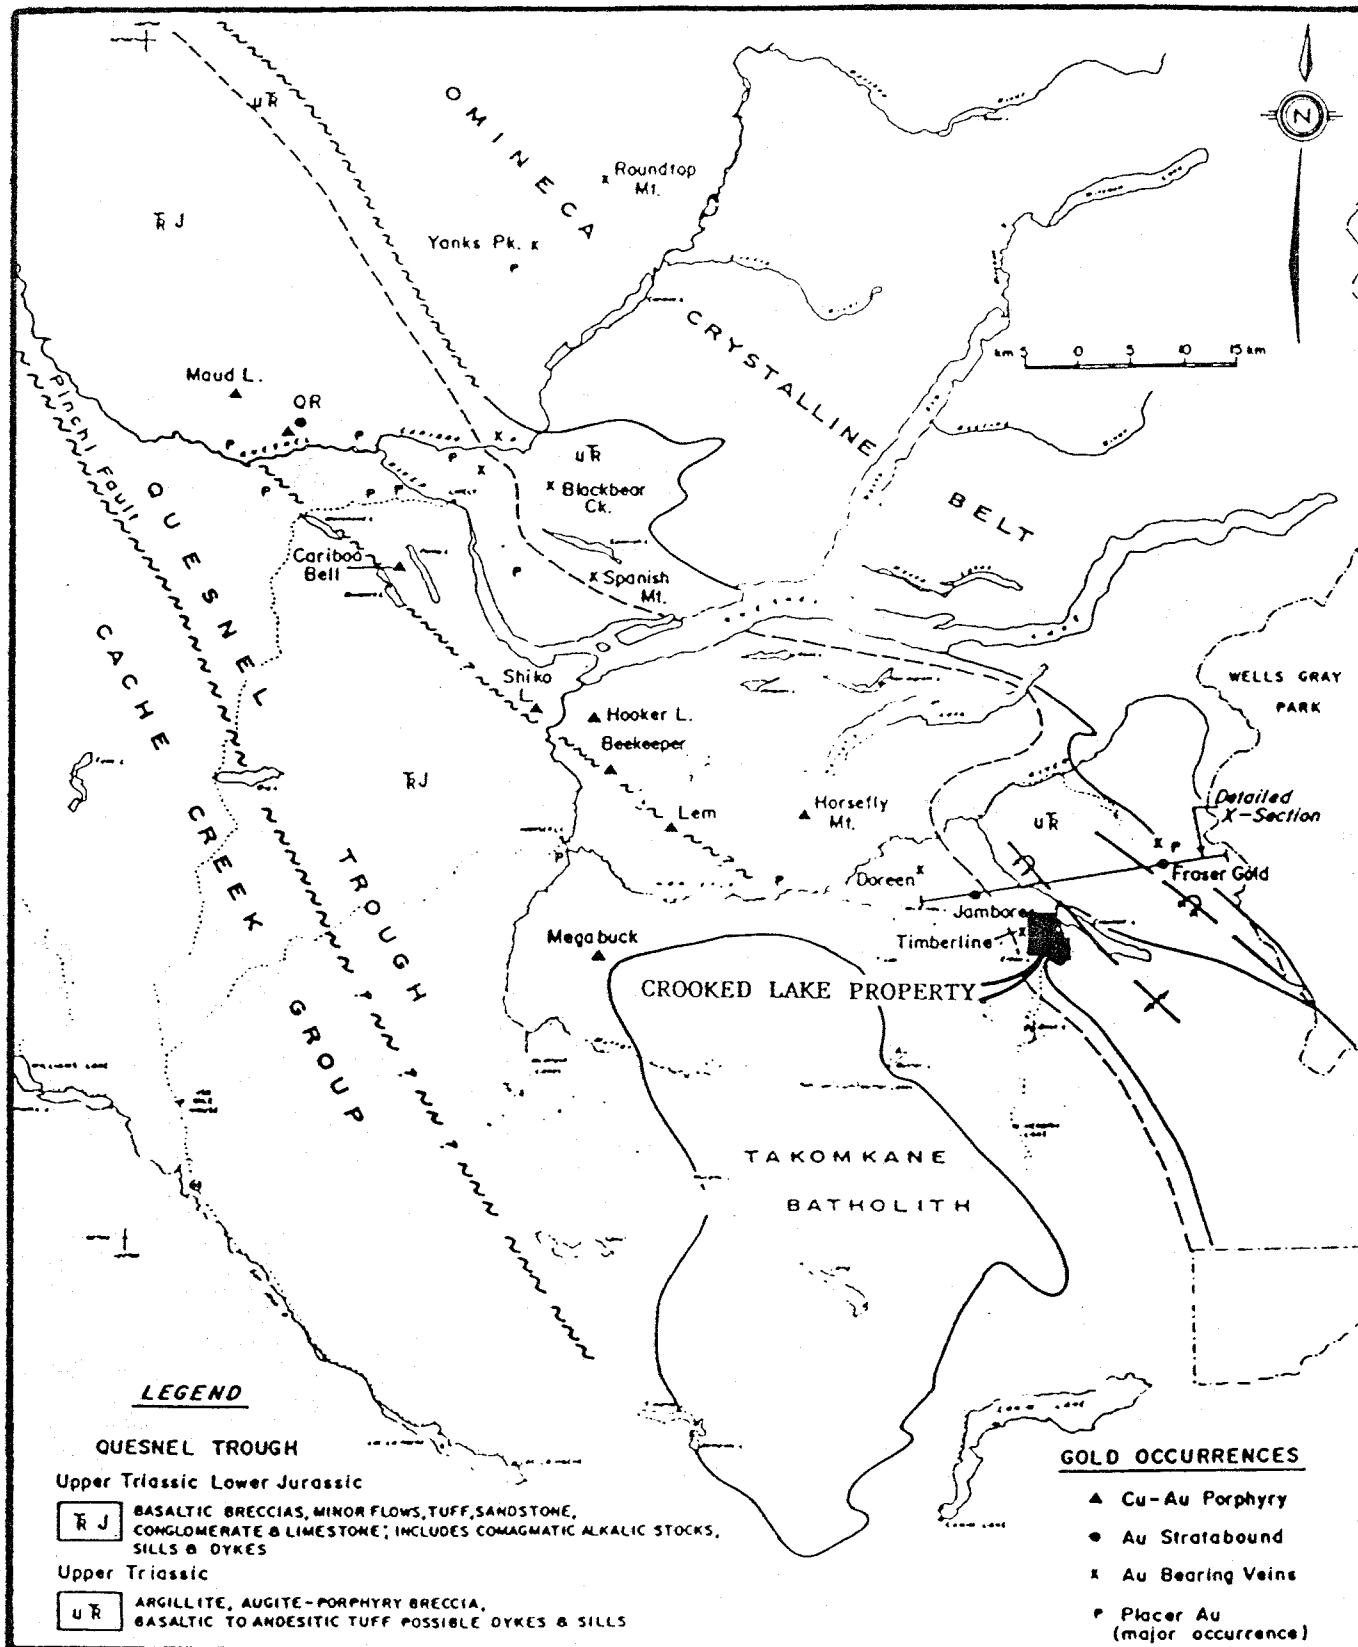 OMINECA
CRYSTALLINE
BELT
N
uTR
TR J
Roundtop
Mt.
Yanks Pk. x
P
km 5 0 5 10 15 km
Maud L.
QR
Pinchi Fault
QUESNEL
TROUGH
CACHE
CREEK
GROUP
uTR
x Blackbear
Ck.
Cariboo
Bell
x Spanish
Mt.
Shiko
L.
Hooker L.
Beekeeper
Lem
Horsefly
Mt.
TR J
WELLS GRAY
PARK
Detailed
X-Section
uTR
Doreen x
Fraser Gold
Jamboree
Timberline
Megabuck
CROOKED LAKE PROPERTY
TAKOMKANE
BATHOLITH
LEGEND
QUESNEL TROUGH
Upper Triassic Lower Jurassic
TR J BASALTIC BRECCIAS, MINOR FLOWS, TUFF, SANDSTONE,
CONGLOMERATE & LIMESTONE; INCLUDES COMAGMATIC ALKALIC STOCKS,
SILLS & DYKES
Upper Triassic
uTR ARGILLITE, AUGITE-PORPHYRY BRECCIA,
BASALTIC TO ANDESITIC TUFF POSSIBLE DYKES & SILLS
GOLD OCCURRENCES
▲ Cu-Au Porphyry
● Au Stratabound
x Au Bearing Veins
P Placer Au
(major occurrence)